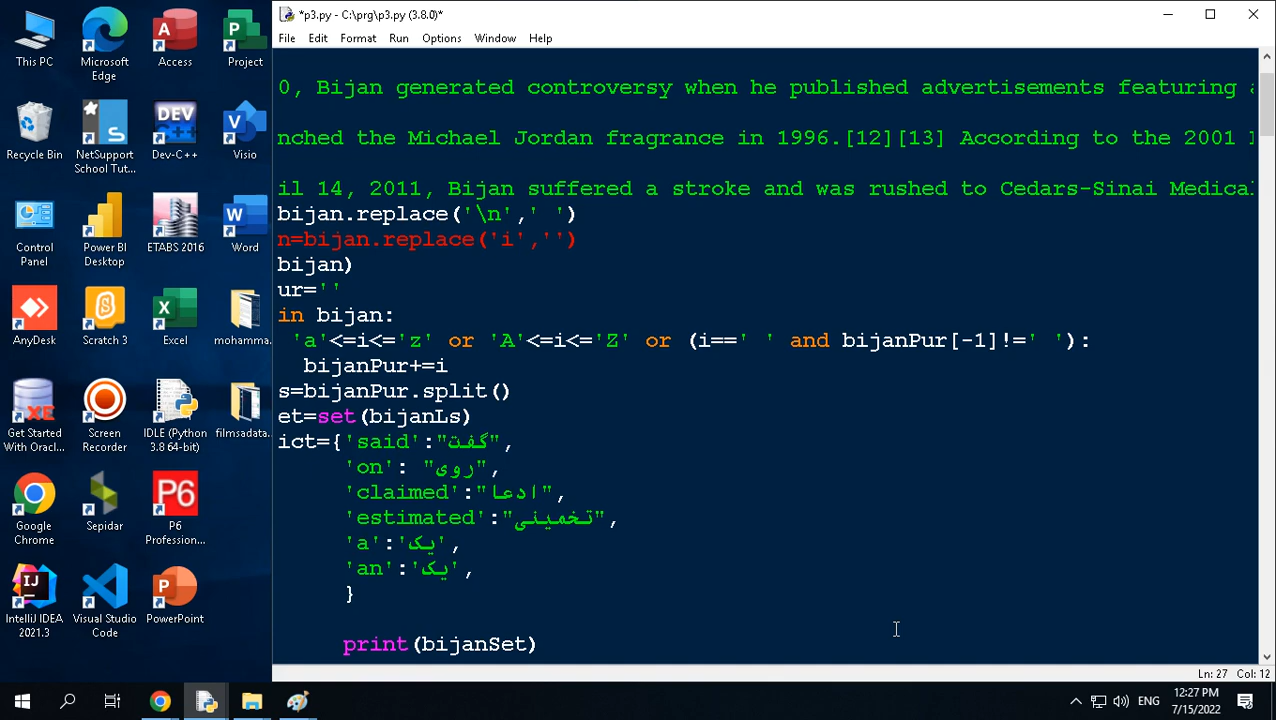 *p3.py - C:\prg\p3.py (3.8.0)*
File Edit Format Run Options Window Help
0, Bijan generated controversy when he published advertisements featuring
nched the Michael Jordan fragrance in 1996.[12][13] According to the 2001
il 14, 2011, Bijan suffered a stroke and was rushed to Cedars-Sinai Medical
bijan.replace('\n',' ')
n=bijan.replace('i','')
bijan)
ur=''
in bijan:
'a'<=i<='z' or 'A'<=i<='Z' or (i==' ' and bijanPur[-1]!=' '):
bijanPur+=i
s=bijanPur.split()
et=set(bijanLs)
ict={'said':"گفت",
'on': "روی",
'claimed':"ادعا",
'estimated':"تخمینی",
'a':'یک',
'an':'یک',
}
print(bijanSet)
Ln: 27 Col: 12
This PC
Microsoft Edge
Access
Project
Recycle Bin
NetSupport School Tut...
Dev-C++
Visio
Control Panel
Power BI Desktop
ETABS 2016
Word
AnyDesk
Scratch 3
Excel
mohamma...
Get Started With Oracl...
Screen Recorder
IDLE (Python 3.8 64-bit)
filmsadata...
Google Chrome
Sepidar
P6 Profession...
IntelliJ IDEA 2021.3
Visual Studio Code
PowerPoint
ENG
12:27 PM
7/15/2022